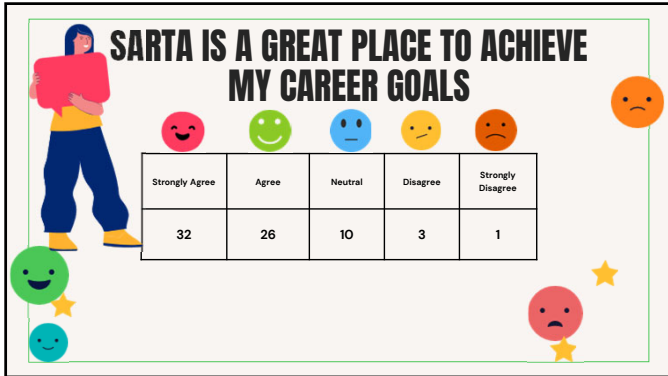 SARTA IS A GREAT PLACE TO ACHIEVE
MY CAREER GOALS
Strongly Agree
Agree
Neutral
Disagree
Strongly
Disagree
32
26
10
3
1